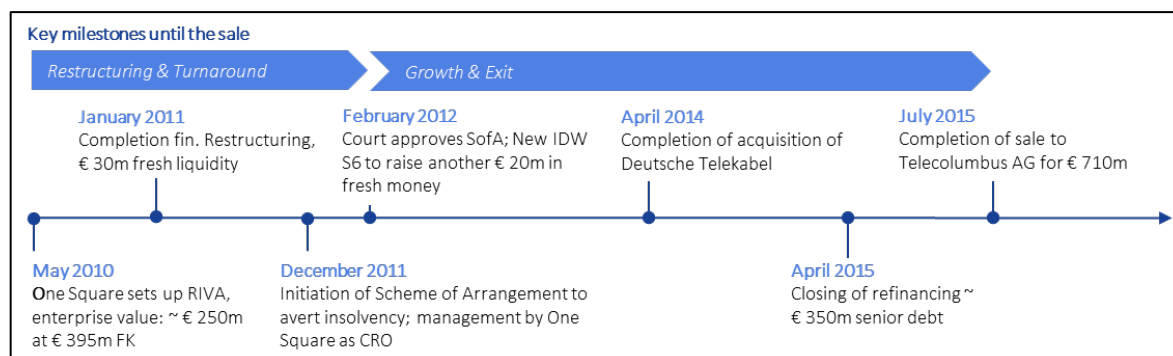 Key milestones until the sale
Restructuring & Turnaround
Growth & Exit
January 2011
Completion fin. Restructuring,
€ 30m fresh liquidity
February 2012
Court approves SofA; New IDW
S6 to raise another € 20m in
fresh money
April 2014
Completion of acquisition of
Deutsche Telekabel
July 2015
Completion of sale to
Telecolumbus AG for € 710m
May 2010
One Square sets up RIVA,
enterprise value: ~ € 250m
at € 395m FK
December 2011
Initiation of Scheme of Arrangement to
avert insolvency; management by One
Square as CRO
April 2015
Closing of refinancing ~
€ 350m senior debt